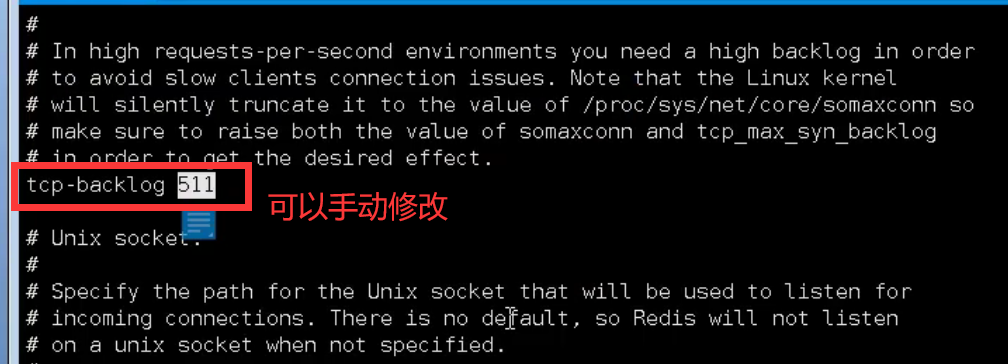 #
# In high requests-per-second environments you need a high backlog in order
# to avoid slow clients connection issues. Note that the Linux kernel
# will silently truncate it to the value of /proc/sys/net/core/somaxconn so
# make sure to raise both the value of somaxconn and tcp_max_syn_backlog
# in order to get the desired effect.
tcp-backlog 511
可以手动修改
# Unix socket.
#
# Specify the path for the Unix socket that will be used to listen for
# incoming connections. There is no default, so Redis will not listen
# on a unix socket when not specified.
#